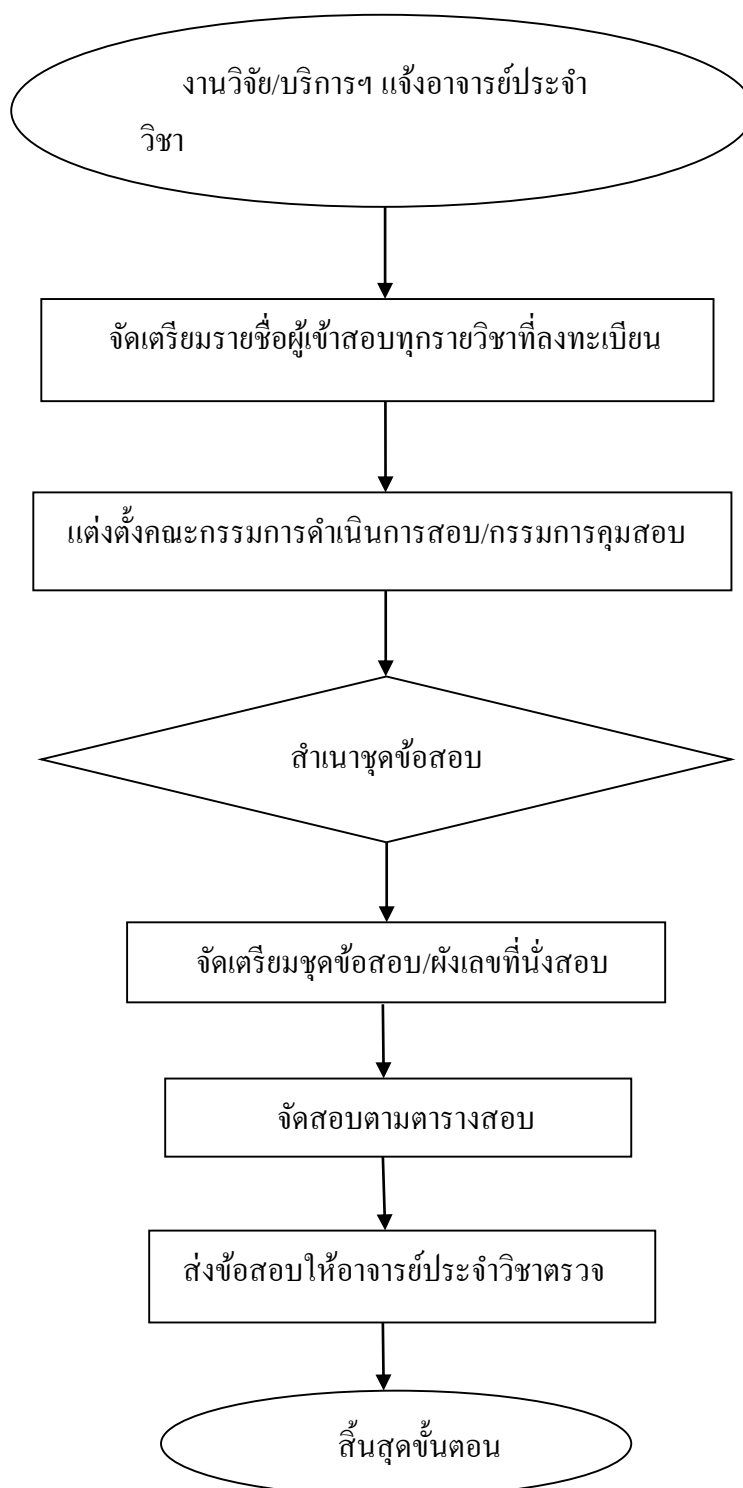 งานวิจัย/บริการฯ แจ้งอาจารย์ประจำ
วิชา
จัดเตรียมรายชื่อผู้เข้าสอบทุกรายวิชาที่ลงทะเบียน
แต่งตั้งคณะกรรมการดำเนินการสอบ/กรรมการคุมสอบ
สำเนาชุดข้อสอบ
จัดเตรียมชุดข้อสอบ/ผังเลขที่นั่งสอบ
จัดสอบตามตารางสอบ
ส่งข้อสอบให้อาจารย์ประจำวิชาตรวจ
สิ้นสุดขั้นตอน